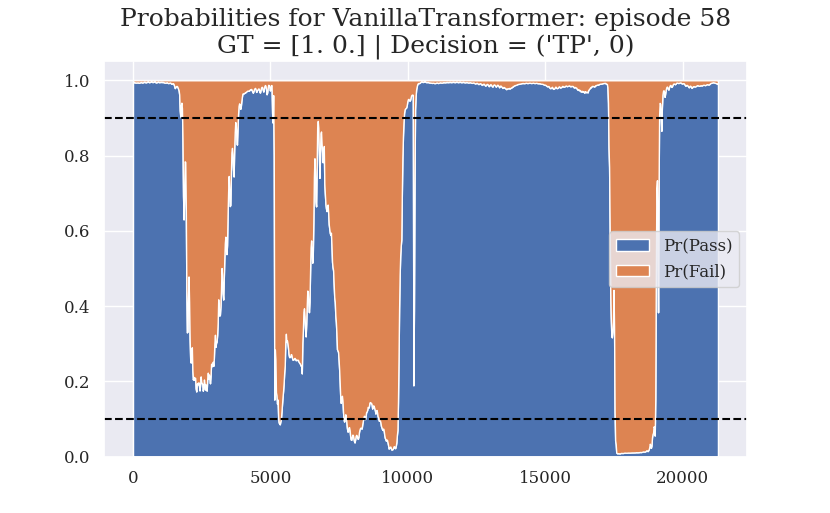 Probabilities for VanillaTransformer: episode 58
GT = [1. 0.] | Decision = ('TP', 0)
1.0
0.8
0.6
0.4
0.2
0.0
Pr(Pass)
Pr(Fail)
0 5000 10000 15000 20000